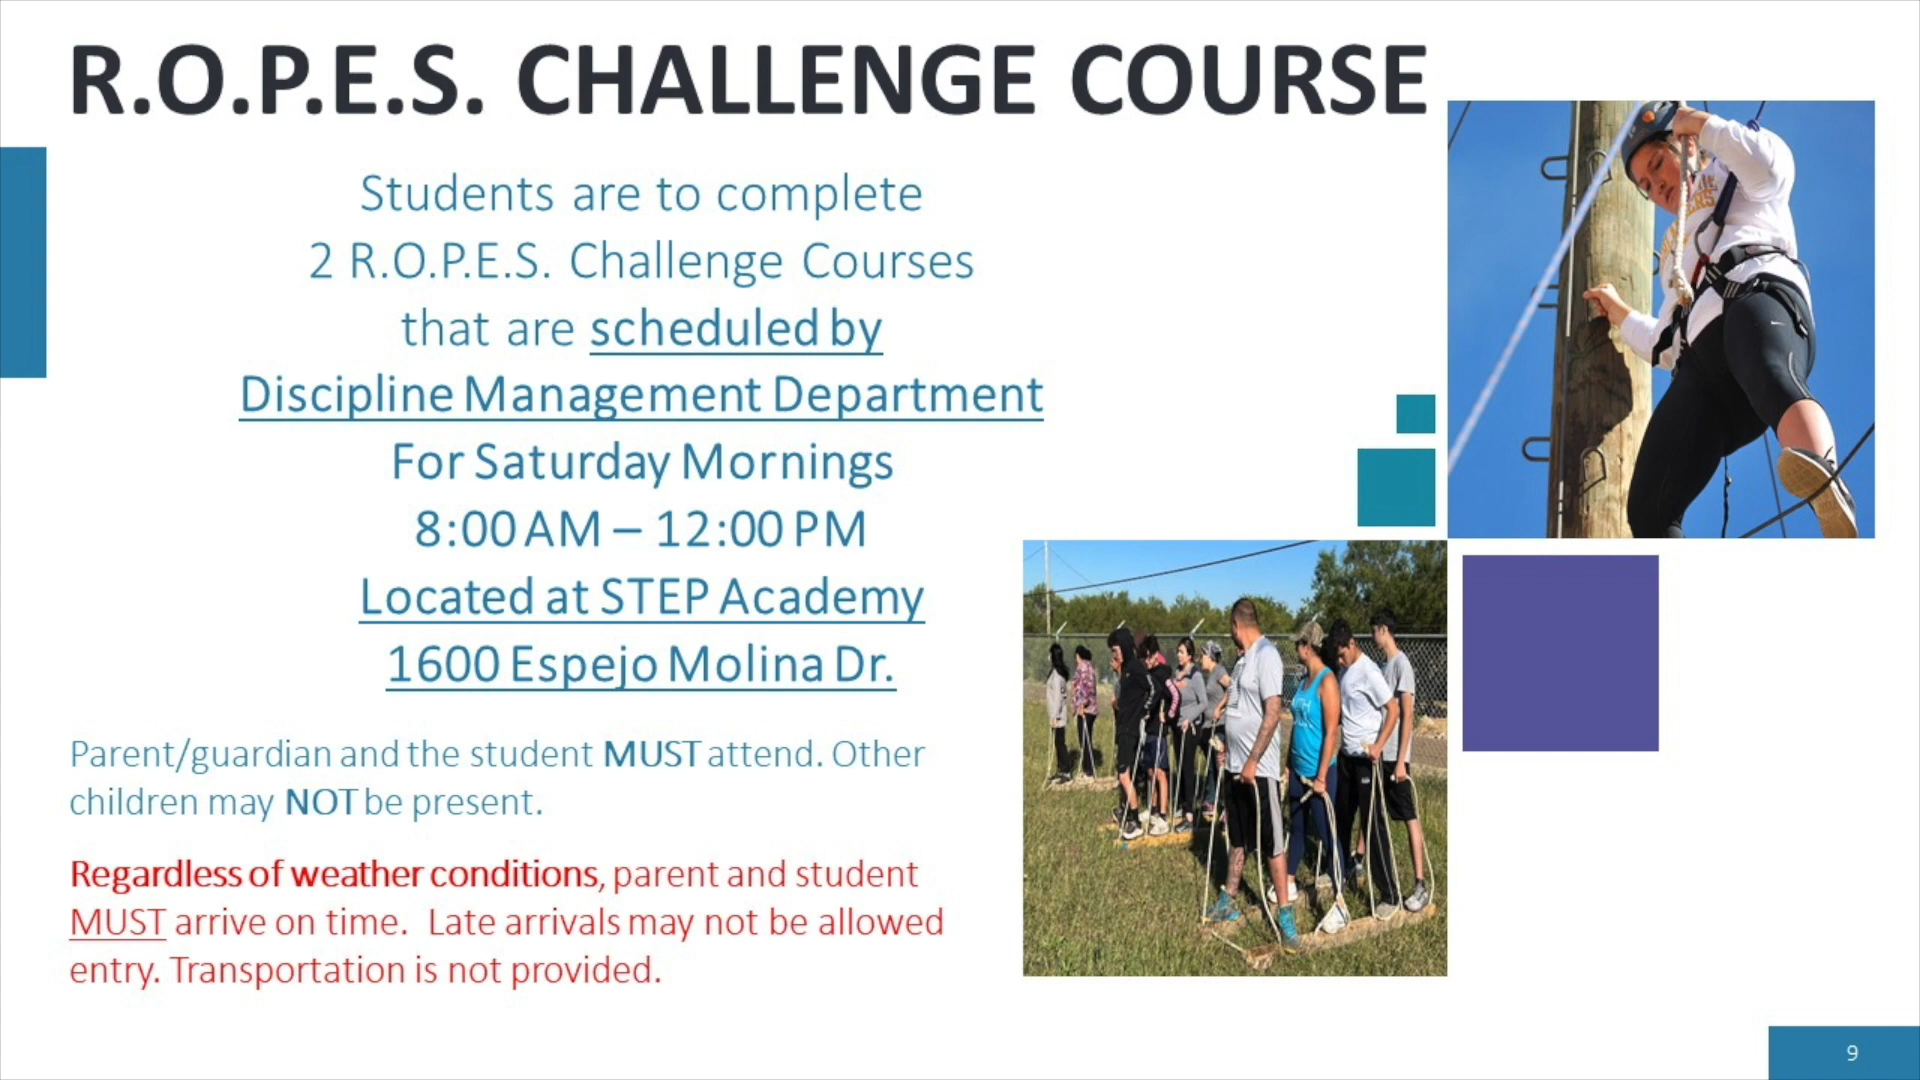 R.O.P.E.S. CHALLENGE COURSE
Students are to complete
2 R.O.P.E.S. Challenge Courses
that are scheduled by
Discipline Management Department
For Saturday Mornings
8:00 AM – 12:00 PM
Located at STEP Academy
1600 Espejo Molina Dr.
Parent/guardian and the student MUST attend. Other
children may NOT be present.
Regardless of weather conditions, parent and student
MUST arrive on time.  Late arrivals may not be allowed
entry. Transportation is not provided.
9